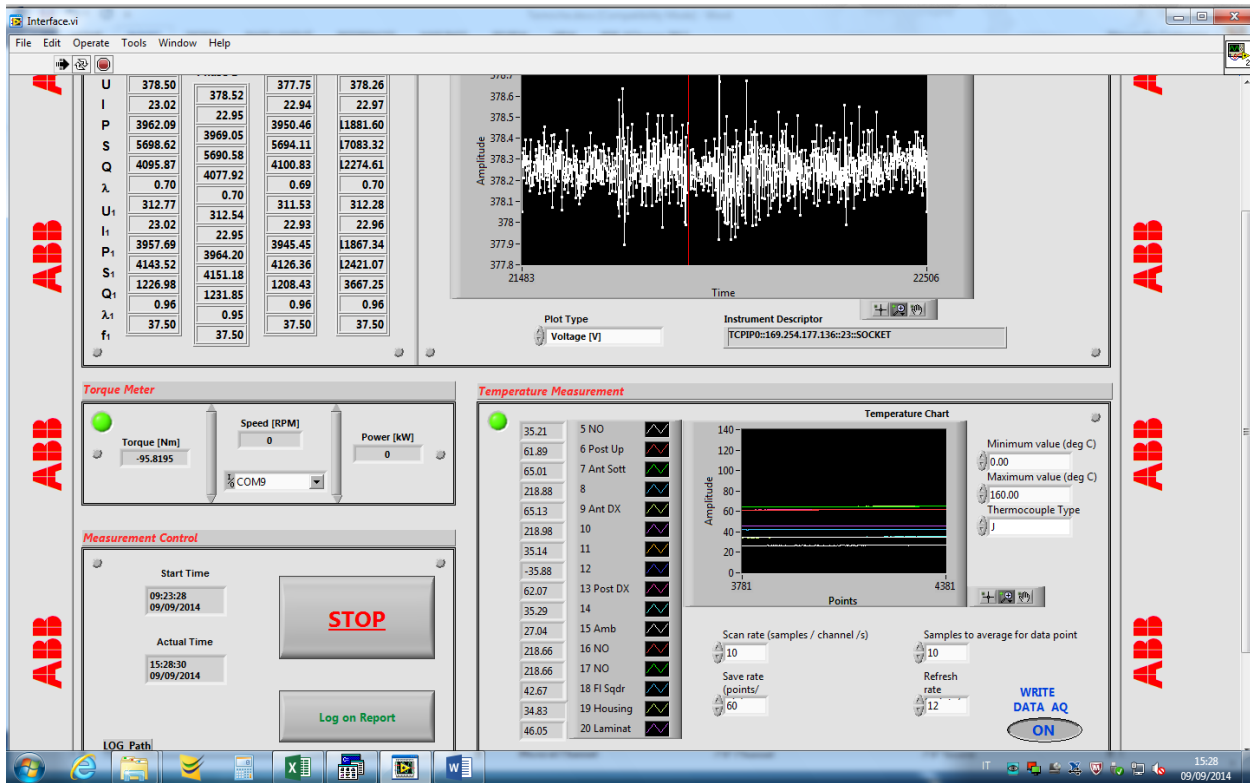 Interface.vi
File Edit Operate Tools Window Help
2
ABB ABB
U 378.50 378.52 377.75 378.26
I 23.02 22.95 22.94 22.97
P 3962.09 3969.05 3950.46 11881.60
S 5698.62 5690.58 5694.11 17083.32
Q 4095.87 4077.92 4100.83 12274.61
λ 0.70 0.70 0.69 0.70
U1 312.77 312.54 311.53 312.28
I1 23.02 22.95 22.93 22.96
P1 3957.69 3964.20 3945.45 11867.34
S1 4143.52 4151.18 4126.36 12421.07
Q1 1226.98 1231.85 1208.43 3667.25
λ1 0.96 0.95 0.96 0.96
f1 37.50 37.50 37.50 37.50
378.7
378.6
378.5
378.4
378.3
378.2
378.1
378
377.9
377.8
Amplitude
21483 22506
Time
Plot Type
Voltage [V]
Instrument Descriptor
TCPIP0::169.254.177.136::23::SOCKET
ABB ABB
Torque Meter
Torque [Nm]
-95.8195
Speed [RPM]
0
COM9
Power [kW]
0
ABB ABB
Measurement Control
Start Time
09:23:28
09/09/2014
Actual Time
15:28:30
09/09/2014
STOP
Log on Report
LOG Path
ABB ABB
Temperature Measurement
35.21 5 NO
61.89 6 Post Up
65.01 7 Ant Sott
218.88 8
65.13 9 Ant DX
218.98 10
35.14 11
-35.88 12
62.07 13 Post DX
35.29 14
27.04 15 Amb
218.66 16 NO
218.66 17 NO
42.67 18 Fl Sqdr
34.83 19 Housing
46.05 20 Laminat
Temperature Chart
140
120
100
80
60
40
20
0
Amplitude
3781 4381
Points
Minimum value (deg C)
0.00
Maximum value (deg C)
160.00
Thermocouple Type
J
Scan rate (samples / channel /s)
10
Samples to average for data point
10
Save rate
(points/
60
Refresh
rate
12
WRITE
DATA AQ
ON
IT
15:28
09/09/2014